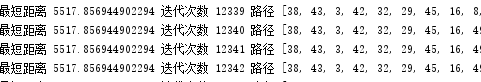 最短距离 5517.856944902294 迭代次数 12339 路径 [38, 43, 3, 42, 32, 29, 45, 16, 8,
最短距离 5517.856944902294 迭代次数 12340 路径 [38, 43, 3, 42, 32, 29, 45, 16, 49
最短距离 5517.856944902294 迭代次数 12341 路径 [38, 43, 3, 42, 32, 29, 45, 16, 49
最短距离 5517.856944902294 迭代次数 12342 路径 [38, 43, 3, 42, 32, 29, 45, 16, 49